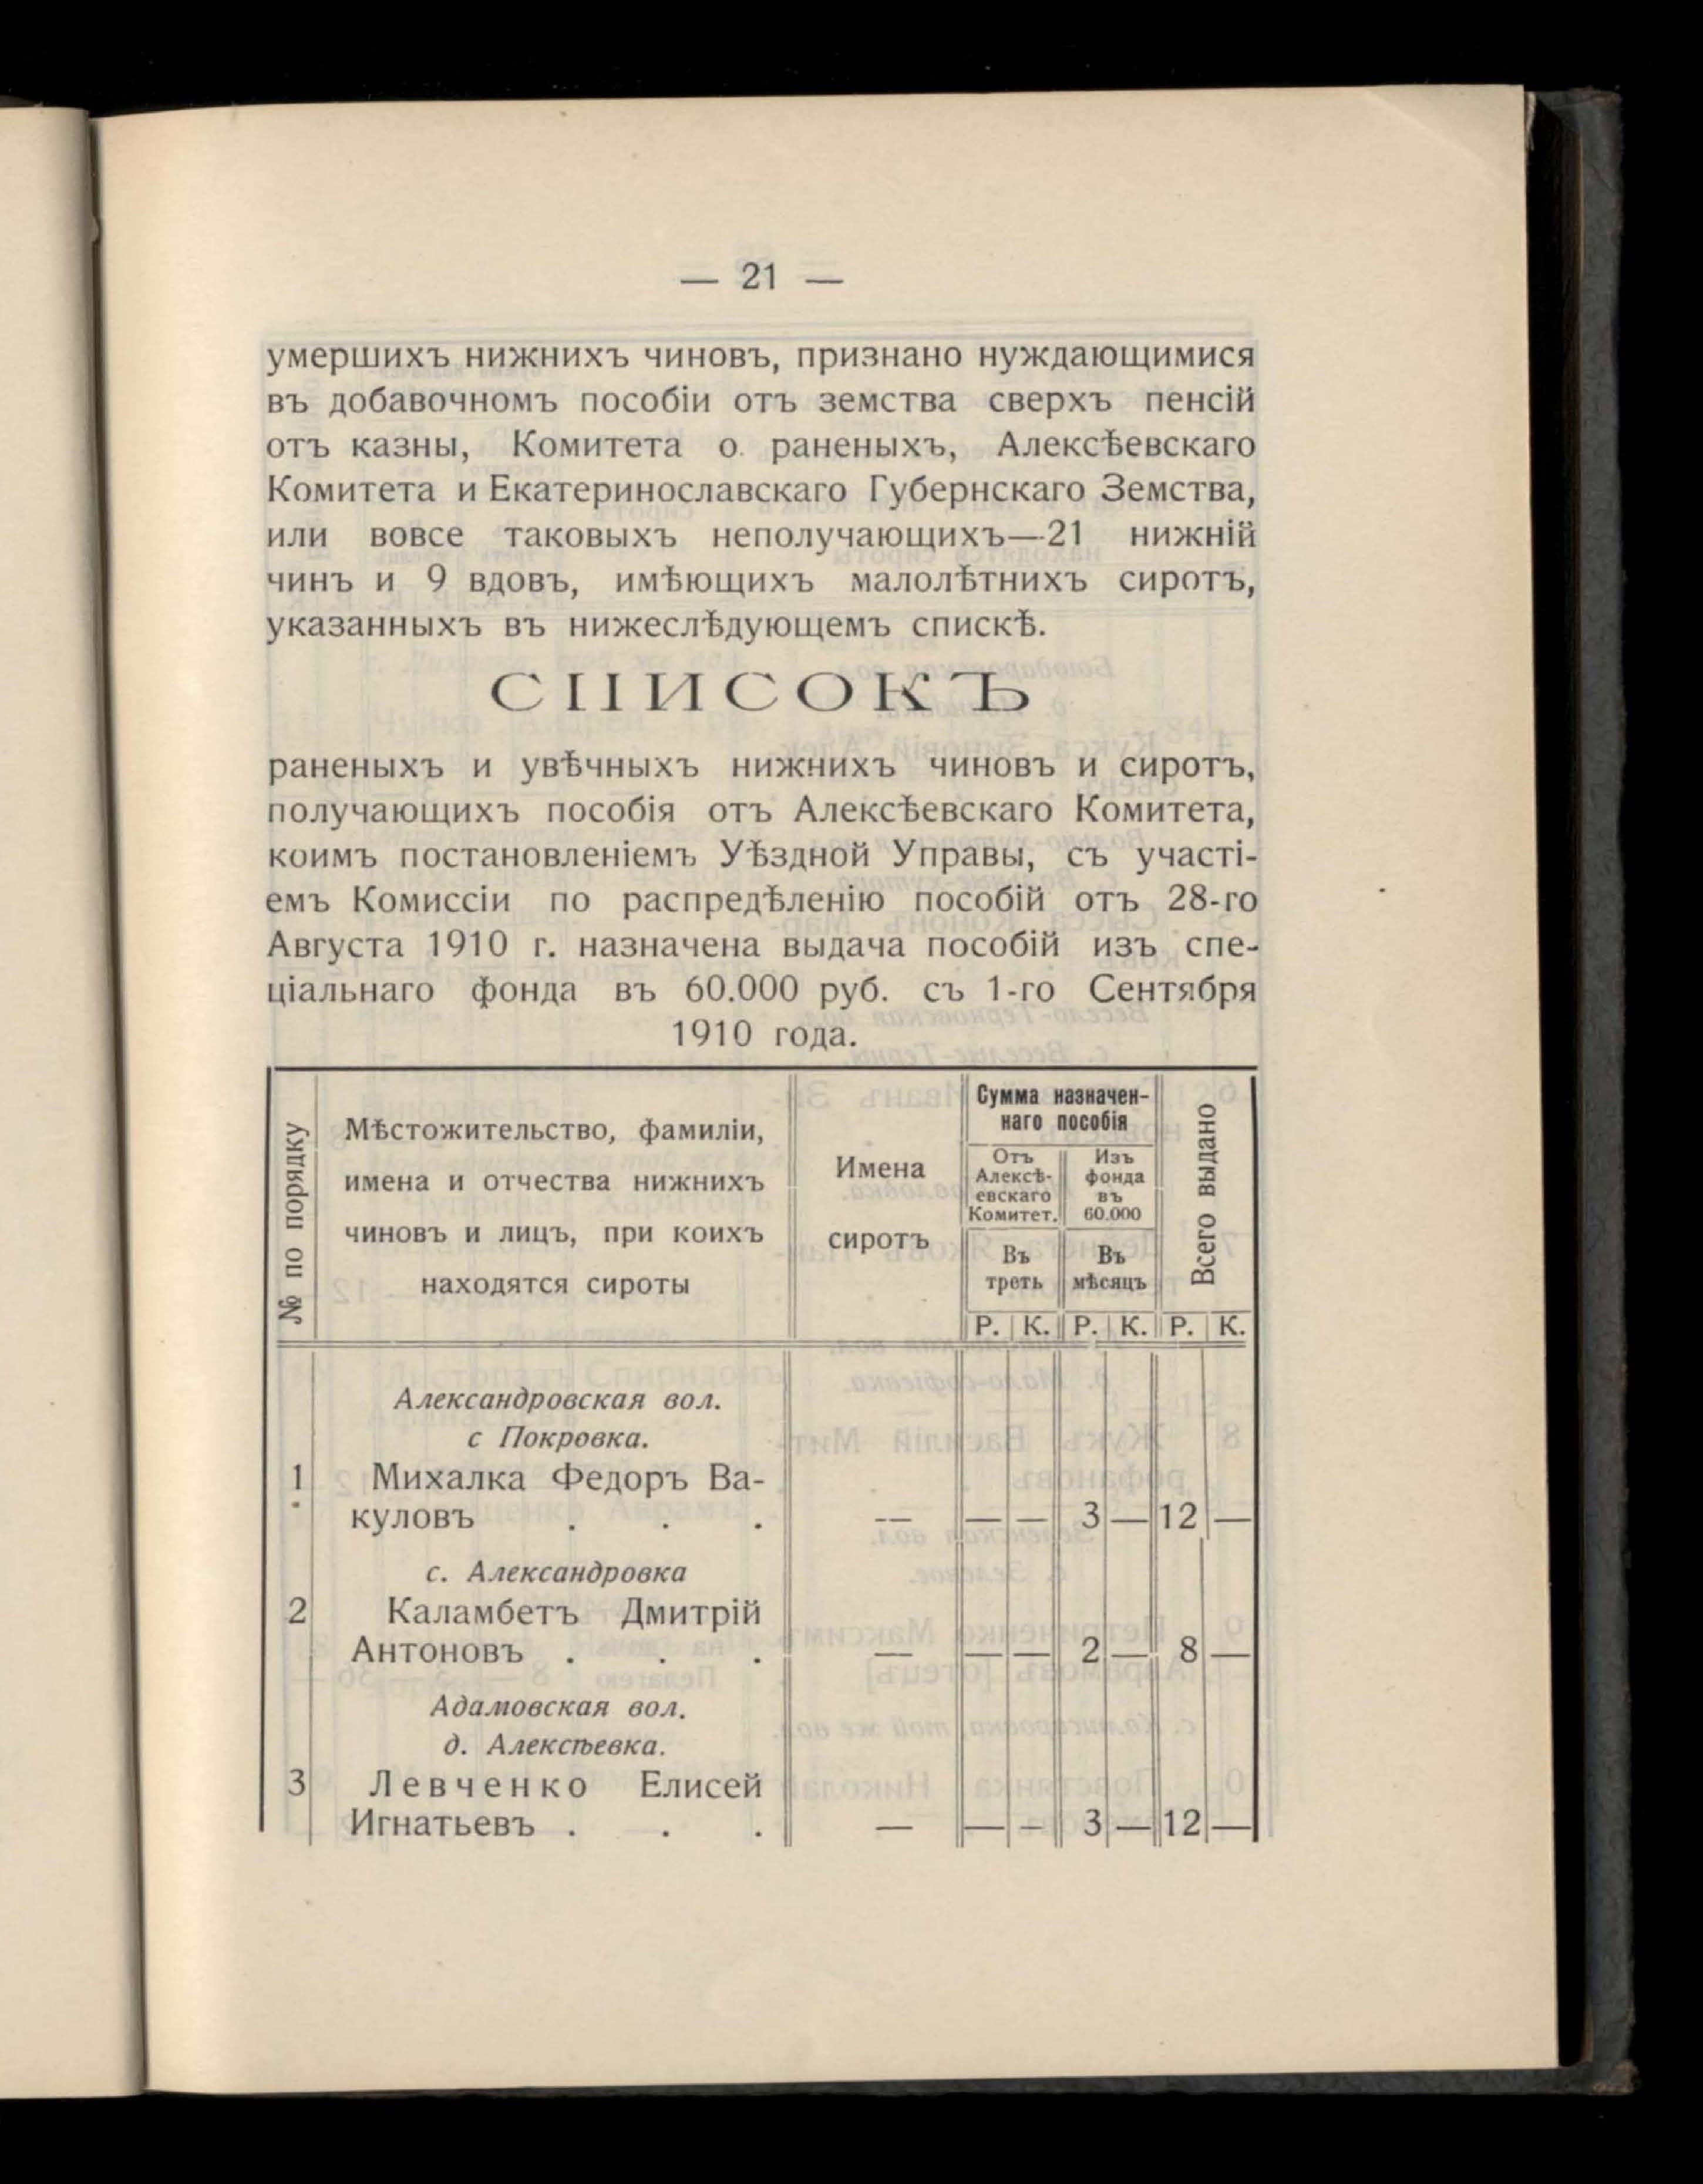 — 21 —
умершихъ нижнихъ чиновъ, признано нуждающимися
въ добавочномъ пособіи отъ земства сверхъ пенсій
отъ казны, Комитета о раненыхъ, Алексѣевскаго
Комитета и Екатеринославскаго Губернскаго Земства,
или вовсе таковыхъ неполучающихъ—21 нижній
чинъ и 9 вдовъ, имѣющихъ малолѣтнихъ сиротъ,
указанныхъ въ нижеслѣдующемъ спискѣ.
СПИСОКЪ
раненыхъ и увѣчныхъ нижнихъ чиновъ и сиротъ,
получающихъ пособія отъ Алексѣевскаго Комитета,
коимъ постановленіемъ Уѣздной Управы, съ участі-
емъ Комиссіи по распредѣленію пособій отъ 28-го
Августа 1910 г. назначена выдача пособій изъ спе-
ціальнаго фонда въ 60.000 руб. съ 1-го Сентября
1910 года.
№ по порядку
Мѣстожительство, фамиліи,
имена и отчества нижнихъ
чиновъ и лицъ, при коихъ
находятся сироты
Имена
сиротъ
Сумма назначен-
наго пособія
Отъ
Алексѣ-
евскаго
Комитет.
Изъ
фонда
въ
60.000
Въ
треть
Въ
мѣсяцъ
Всего выдано
Р. К. Р. К. Р. К.
Александровская вол.
с Покровка.
1 Михалка Федоръ Ва-
куловъ . . . — — — 3 — 12 —
с. Александровка
2 Каламбетъ Дмитрій
Антоновъ . . . — — — 2 — 8 —
Адамовская вол.
д. Алексѣевка.
3 Левченко Елисей
Игнатьевъ . . . — — — 3 — 12 —